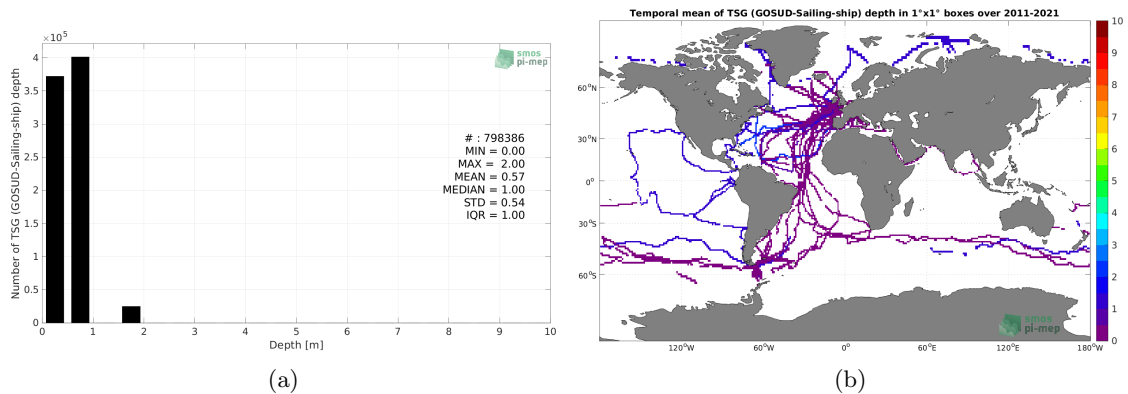 ×10⁵
smos
pi-mep
4
3.5
3
2.5
2
1.5
1
0.5
0
Number of TSG (GOSUD-Sailing-ship) depth
# : 798386
MIN = 0.00
MAX = 2.00
MEAN = 0.57
MEDIAN = 1.00
STD = 0.54
IQR = 1.00
0 1 2 3 4 5 6 7 8 9 10
Depth [m]
(a)
Temporal mean of TSG (GOSUD-Sailing-ship) depth in 1°x1° boxes over 2011-2021
60°N
30°N
0°
30°S
60°S
120°W 60°W 0° 60°E 120°E 180°W
smos
pi-mep
10
9
8
7
6
5
4
3
2
1
0
(b)